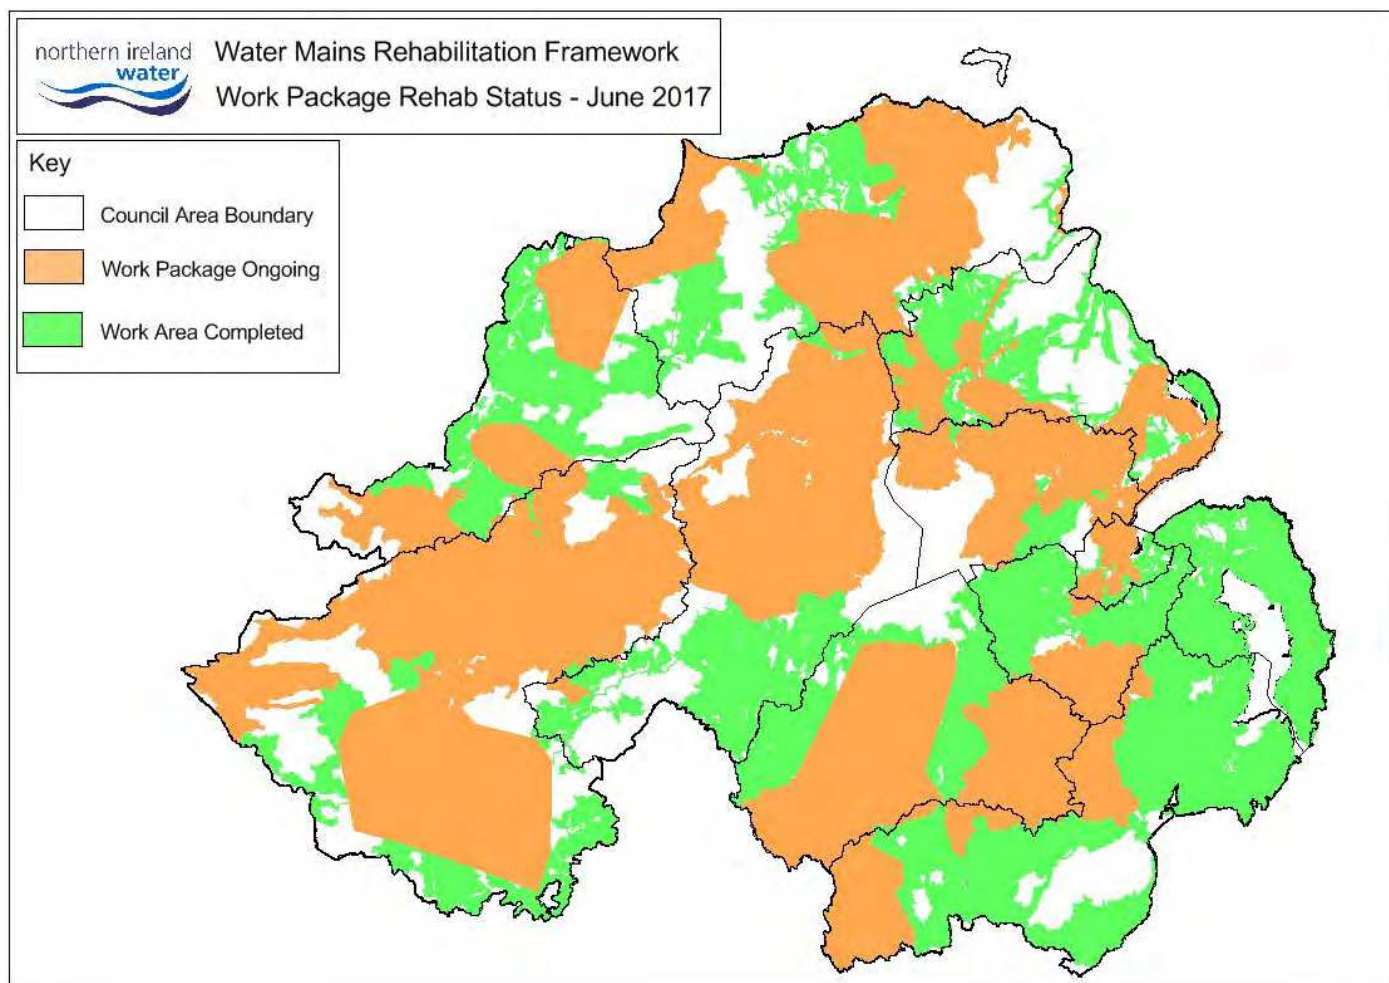 northern ireland
water
Water Mains Rehabilitation Framework
Work Package Rehab Status - June 2017
Key
Council Area Boundary
Work Package Ongoing
Work Area Completed